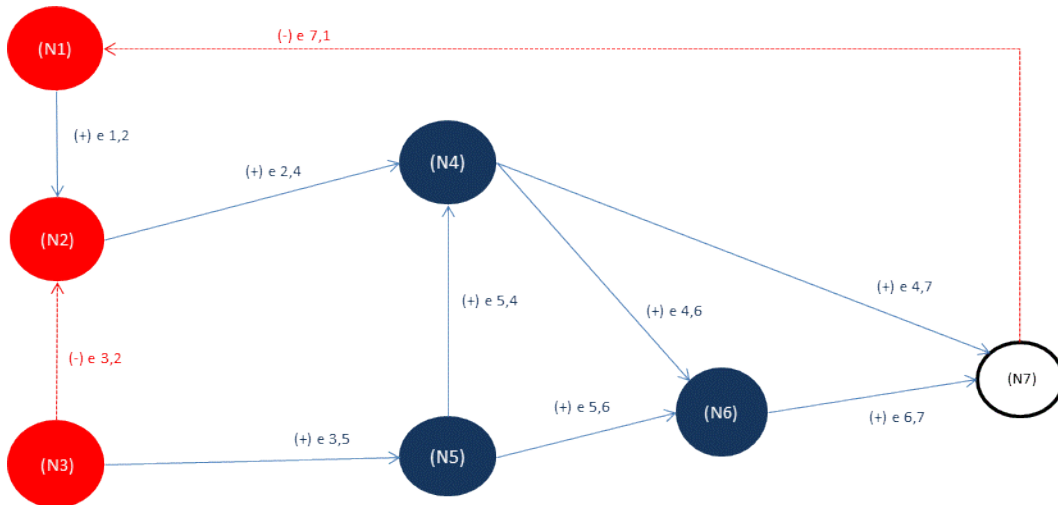 (-) e 7,1
(N1)
(+) e 1,2
(N4)
(+) e 2,4
(N2)
(+) e 4,7
(+) e 5,4
(+) e 4,6
(-) e 3,2
(N7)
(+) e 5,6
(N6)
(+) e 6,7
(+) e 3,5
(N3)
(N5)